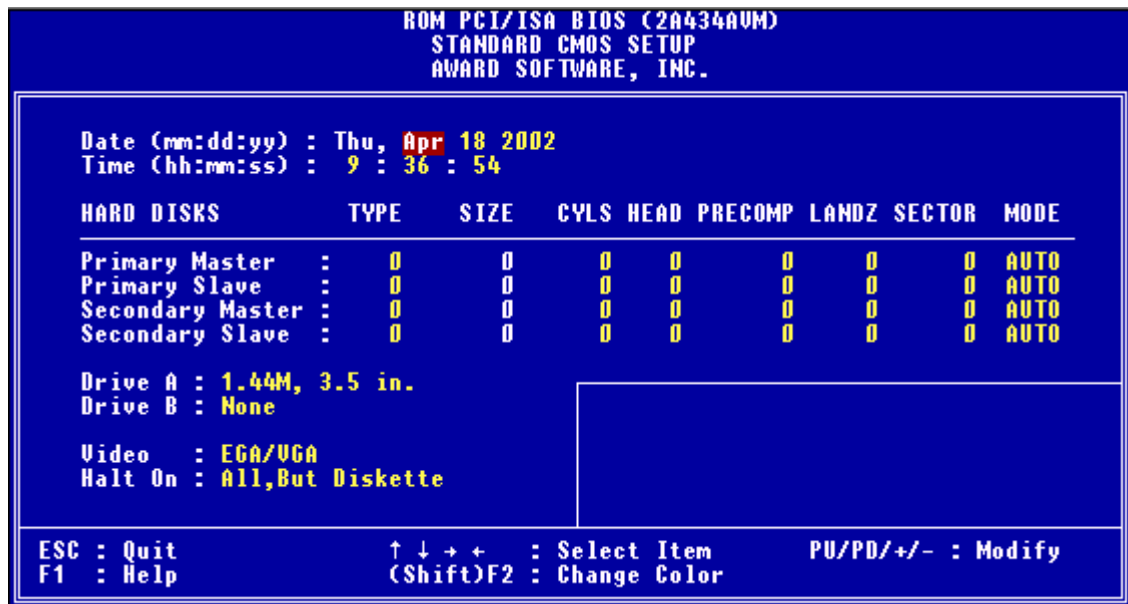 ROM PCI/ISA BIOS (2A434AVM)
STANDARD CMOS SETUP
AWARD SOFTWARE, INC.
Date (mm:dd:yy) : Thu, Apr 18 2002
Time (hh:mm:ss) : 9 : 36 : 54
HARD DISKS TYPE SIZE CYLS HEAD PRECOMP LANDZ SECTOR MODE
Primary Master : 0 0 0 0 0 0 0 AUTO
Primary Slave : 0 0 0 0 0 0 0 AUTO
Secondary Master : 0 0 0 0 0 0 0 AUTO
Secondary Slave : 0 0 0 0 0 0 0 AUTO
Drive A : 1.44M, 3.5 in.
Drive B : None
Video : EGA/VGA
Halt On : All,But Diskette
ESC : Quit ↑ ↓ → ← : Select Item PU/PD/+/- : Modify
F1 : Help (Shift)F2 : Change Color